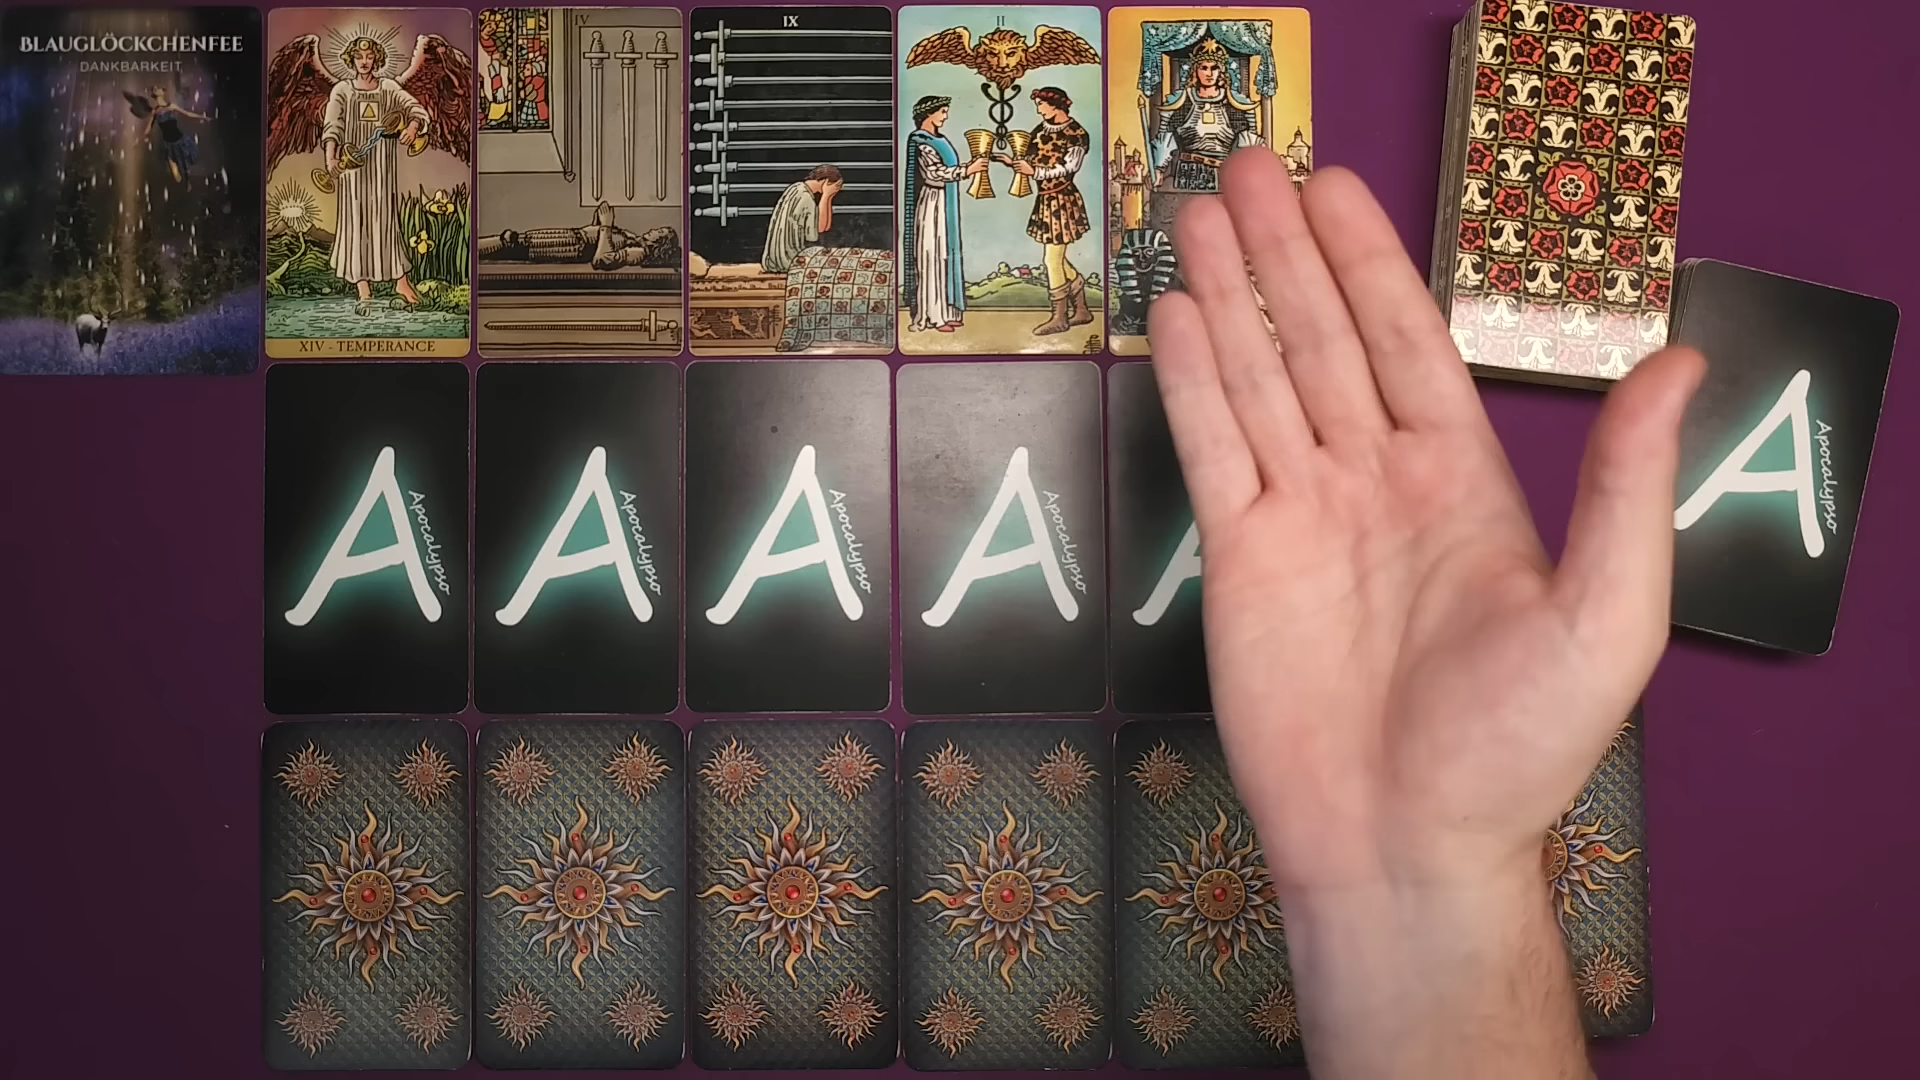 BLAUGLÖCKCHENFEE
DANKBARKEIT
XIV - TEMPERANCE
IV
IX
II
A
Apocalypso
A
Apocalypso
A
Apocalypso
A
Apocalypso
A
A
Apocalypso